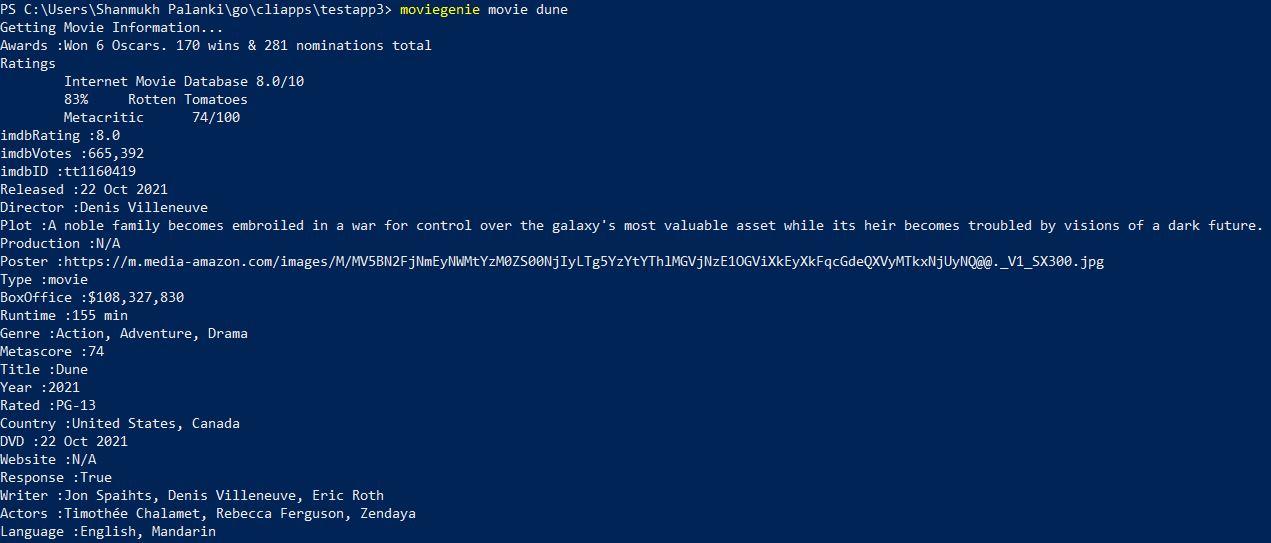 PS C:\Users\Shanmukh Palanki\go\cliapps\testapp3> moviegenie movie dune
Getting Movie Information...
Awards :Won 6 Oscars. 170 wins & 281 nominations total
Ratings
Internet Movie Database 8.0/10
83% Rotten Tomatoes
Metacritic 74/100
imdbRating :8.0
imdbVotes :665,392
imdbID :tt1160419
Released :22 Oct 2021
Director :Denis Villeneuve
Plot :A noble family becomes embroiled in a war for control over the galaxy's most valuable asset while its heir becomes troubled by visions of a dark future.
Production :N/A
Poster :https://m.media-amazon.com/images/M/MV5BN2FjNmEyNWMtYzM0ZS00NjIyLTg5YzYtYThlMGVjNzE1OGViXkEyXkFqcGdeQXVyMTkxNjUyNQ@@._V1_SX300.jpg
Type :movie
BoxOffice :$108,327,830
Runtime :155 min
Genre :Action, Adventure, Drama
Metascore :74
Title :Dune
Year :2021
Rated :PG-13
Country :United States, Canada
DVD :22 Oct 2021
Website :N/A
Response :True
Writer :Jon Spaihts, Denis Villeneuve, Eric Roth
Actors :Timothée Chalamet, Rebecca Ferguson, Zendaya
Language :English, Mandarin